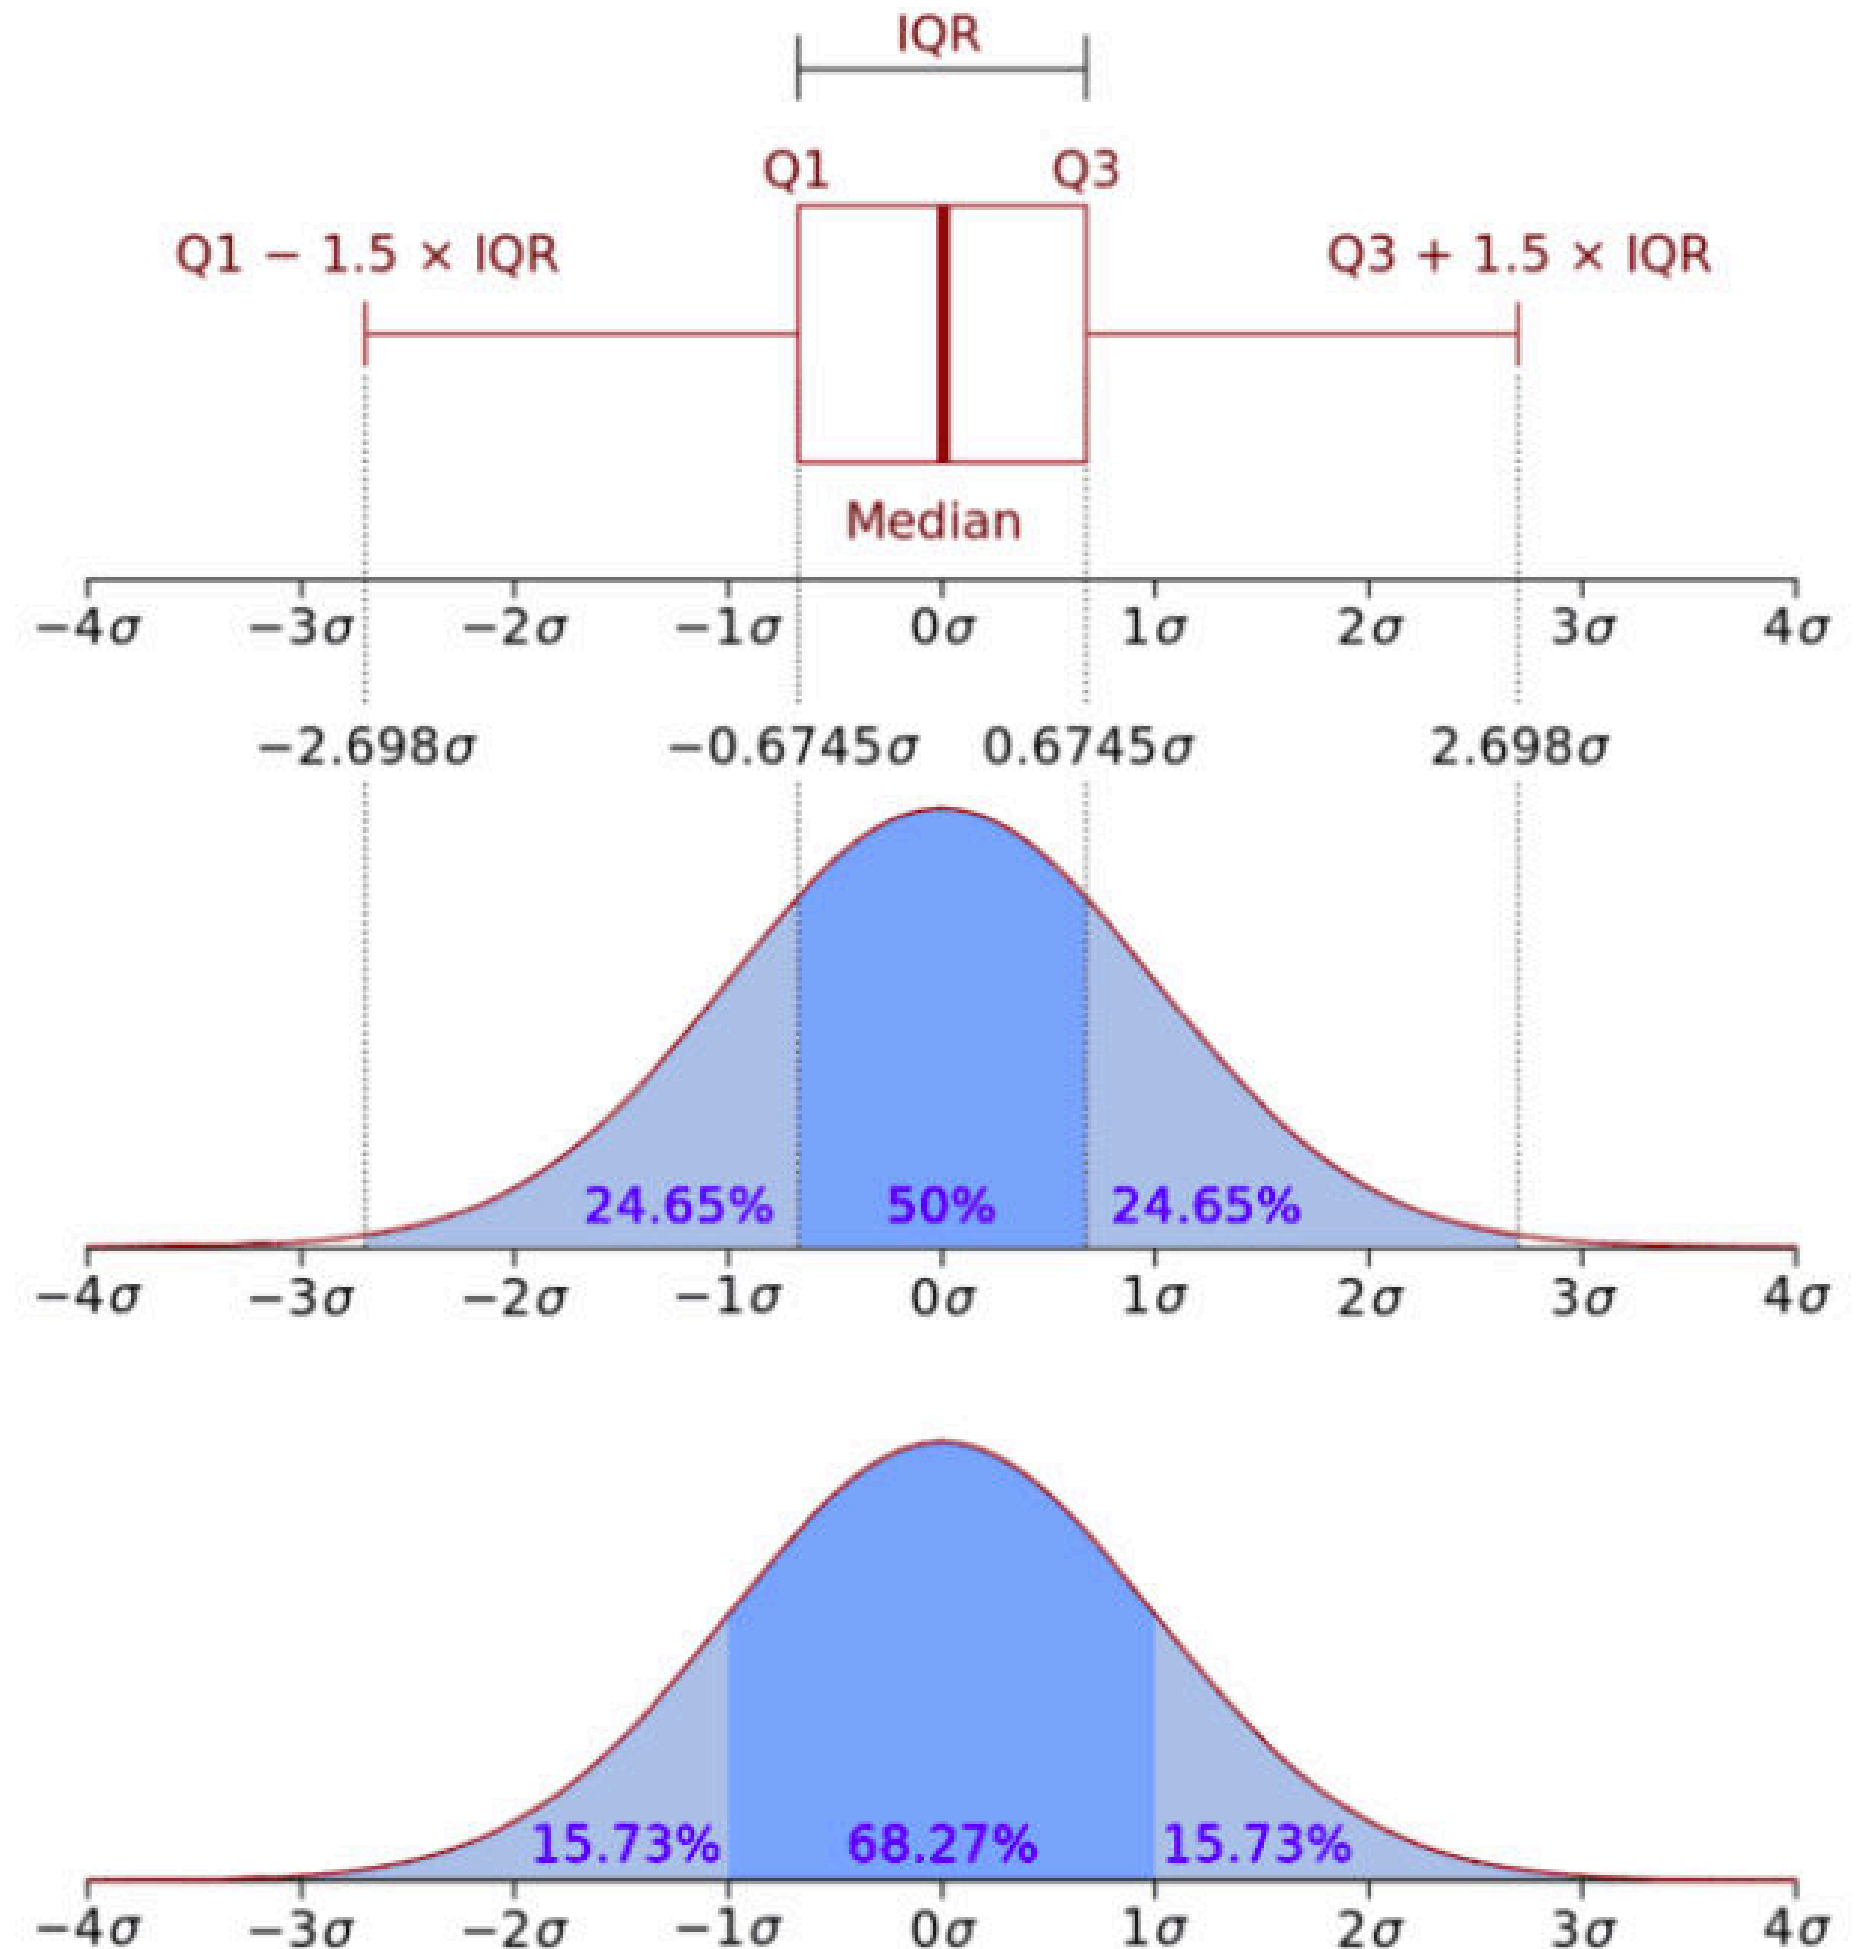 IQR
Q1 Q3
Q1 − 1.5 × IQR Q3 + 1.5 × IQR
Median
−4σ −3σ −2σ −1σ 0σ 1σ 2σ 3σ 4σ
−2.698σ −0.6745σ 0.6745σ 2.698σ
24.65% 50% 24.65%
−4σ −3σ −2σ −1σ 0σ 1σ 2σ 3σ 4σ
15.73% 68.27% 15.73%
−4σ −3σ −2σ −1σ 0σ 1σ 2σ 3σ 4σ